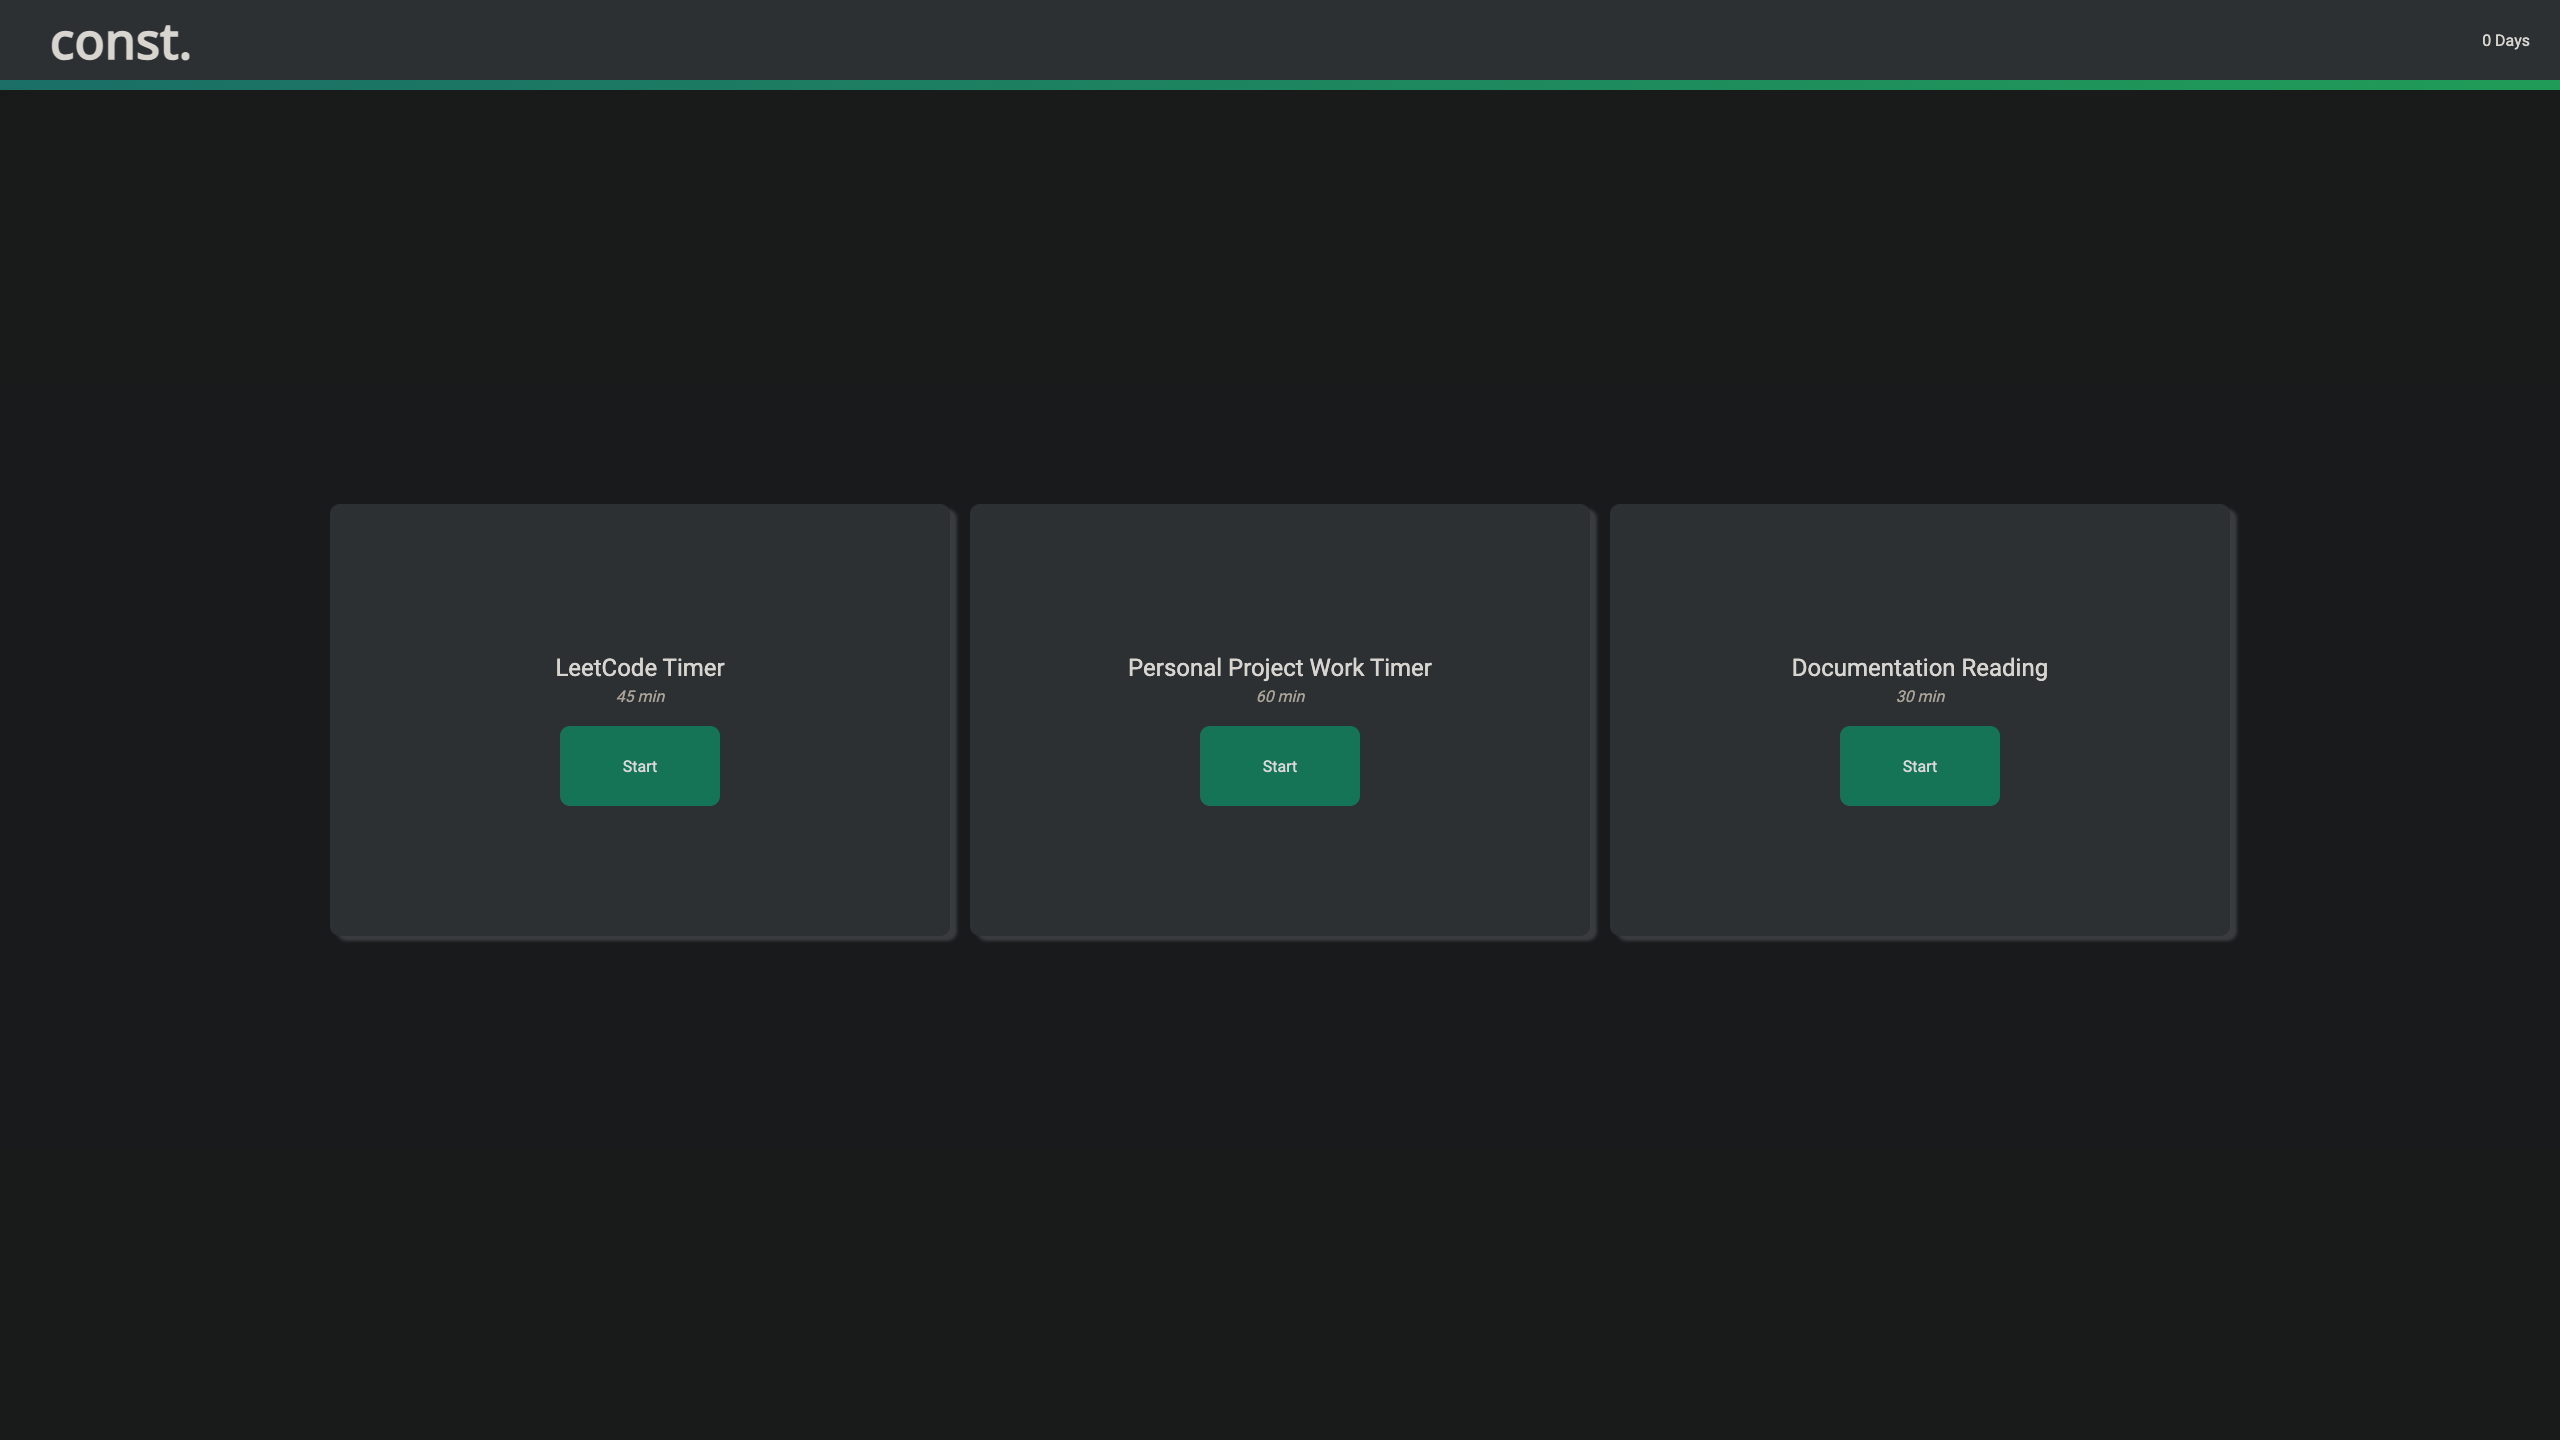 const.
0 Days
LeetCode Timer
45 min
Start
Personal Project Work Timer
60 min
Start
Documentation Reading
30 min
Start